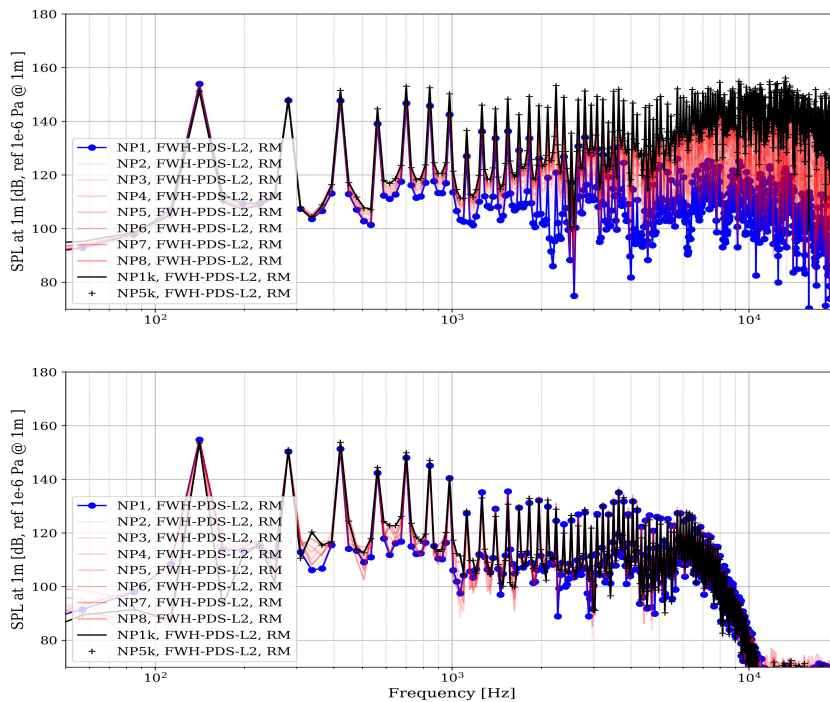 180
160
140
120
100
80
SPL at 1m [dB, ref 1e-6 Pa @ 1m ]
NP1, FWH-PDS-L2, RM
NP2, FWH-PDS-L2, RM
NP3, FWH-PDS-L2, RM
NP4, FWH-PDS-L2, RM
NP5, FWH-PDS-L2, RM
NP6, FWH-PDS-L2, RM
NP7, FWH-PDS-L2, RM
NP8, FWH-PDS-L2, RM
NP1k, FWH-PDS-L2, RM
NP5k, FWH-PDS-L2, RM
10² 10³ 10⁴
180
160
140
120
100
80
SPL at 1m [dB, ref 1e-6 Pa @ 1m ]
NP1, FWH-PDS-L2, RM
NP2, FWH-PDS-L2, RM
NP3, FWH-PDS-L2, RM
NP4, FWH-PDS-L2, RM
NP5, FWH-PDS-L2, RM
NP6, FWH-PDS-L2, RM
NP7, FWH-PDS-L2, RM
NP8, FWH-PDS-L2, RM
NP1k, FWH-PDS-L2, RM
NP5k, FWH-PDS-L2, RM
10² 10³ 10⁴
Frequency [Hz]